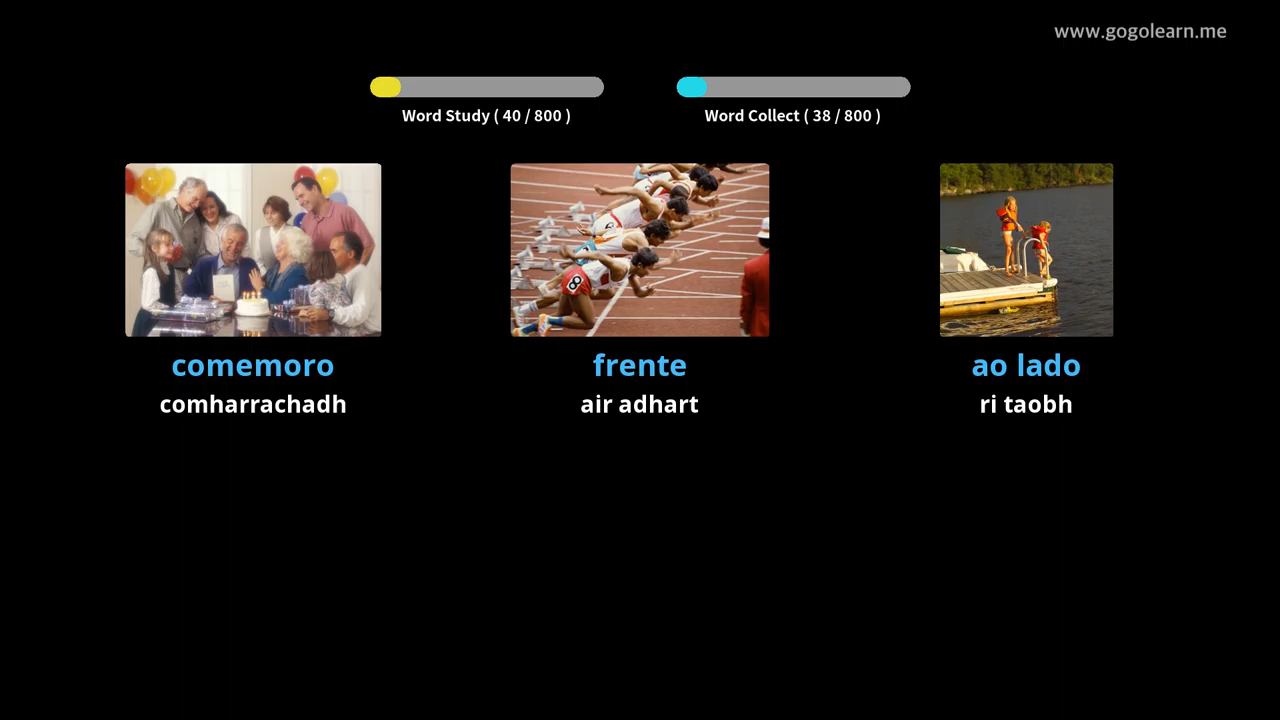 www.gogolearn.me
Word Study ( 40 / 800 )
Word Collect ( 38 / 800 )
comemoro
comharrachadh
frente
air adhart
ao lado
ri taobh